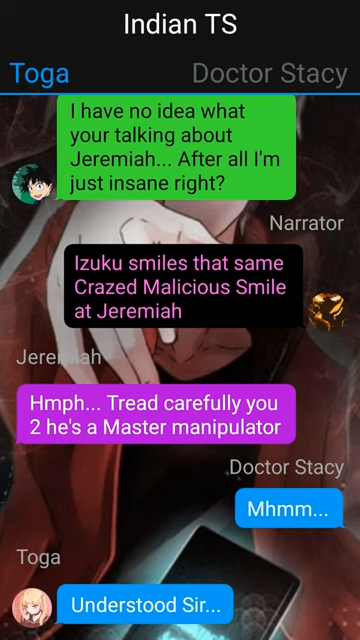 Indian TS
Toga
Doctor Stacy
I have no idea what
your talking about
Jeremiah... After all I'm
just insane right?
Narrator
Izuku smiles that same
Crazed Malicious Smile
at Jeremiah
Jeremiah
Hmph... Tread carefully you
2 he's a Master manipulator
Doctor Stacy
Mhmm...
Toga
Understood Sir...